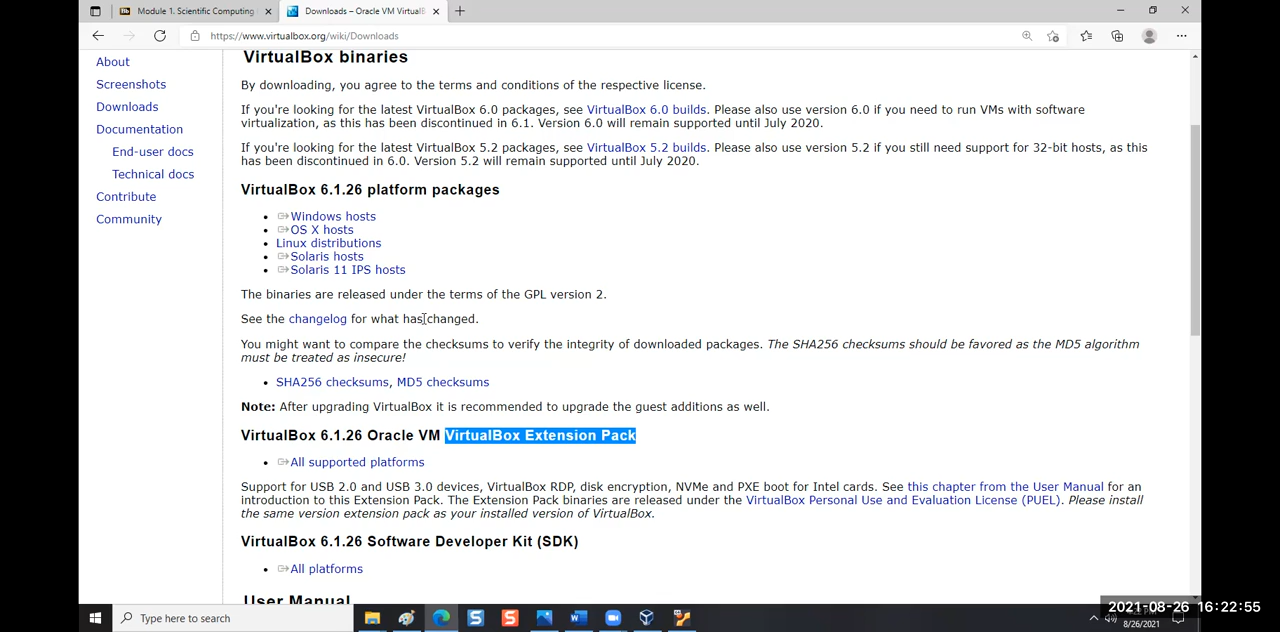 Module 1. Scientific Computing
Downloads – Oracle VM VirtualB
https://www.virtualbox.org/wiki/Downloads
About
Screenshots
Downloads
Documentation
End-user docs
Technical docs
Contribute
Community
VirtualBox binaries
By downloading, you agree to the terms and conditions of the respective license.
If you're looking for the latest VirtualBox 6.0 packages, see VirtualBox 6.0 builds. Please also use version 6.0 if you need to run VMs with software
virtualization, as this has been discontinued in 6.1. Version 6.0 will remain supported until July 2020.
If you're looking for the latest VirtualBox 5.2 packages, see VirtualBox 5.2 builds. Please also use version 5.2 if you still need support for 32-bit hosts, as this
has been discontinued in 6.0. Version 5.2 will remain supported until July 2020.
VirtualBox 6.1.26 platform packages
Windows hosts
OS X hosts
Linux distributions
Solaris hosts
Solaris 11 IPS hosts
The binaries are released under the terms of the GPL version 2.
See the changelog for what has changed.
You might want to compare the checksums to verify the integrity of downloaded packages. The SHA256 checksums should be favored as the MD5 algorithm
must be treated as insecure!
SHA256 checksums, MD5 checksums
Note: After upgrading VirtualBox it is recommended to upgrade the guest additions as well.
VirtualBox 6.1.26 Oracle VM VirtualBox Extension Pack
All supported platforms
Support for USB 2.0 and USB 3.0 devices, VirtualBox RDP, disk encryption, NVMe and PXE boot for Intel cards. See this chapter from the User Manual for an
introduction to this Extension Pack. The Extension Pack binaries are released under the VirtualBox Personal Use and Evaluation License (PUEL). Please install
the same version extension pack as your installed version of VirtualBox.
VirtualBox 6.1.26 Software Developer Kit (SDK)
All platforms
User Manual
Type here to search
2021-08-26 16:22:55
8/26/2021